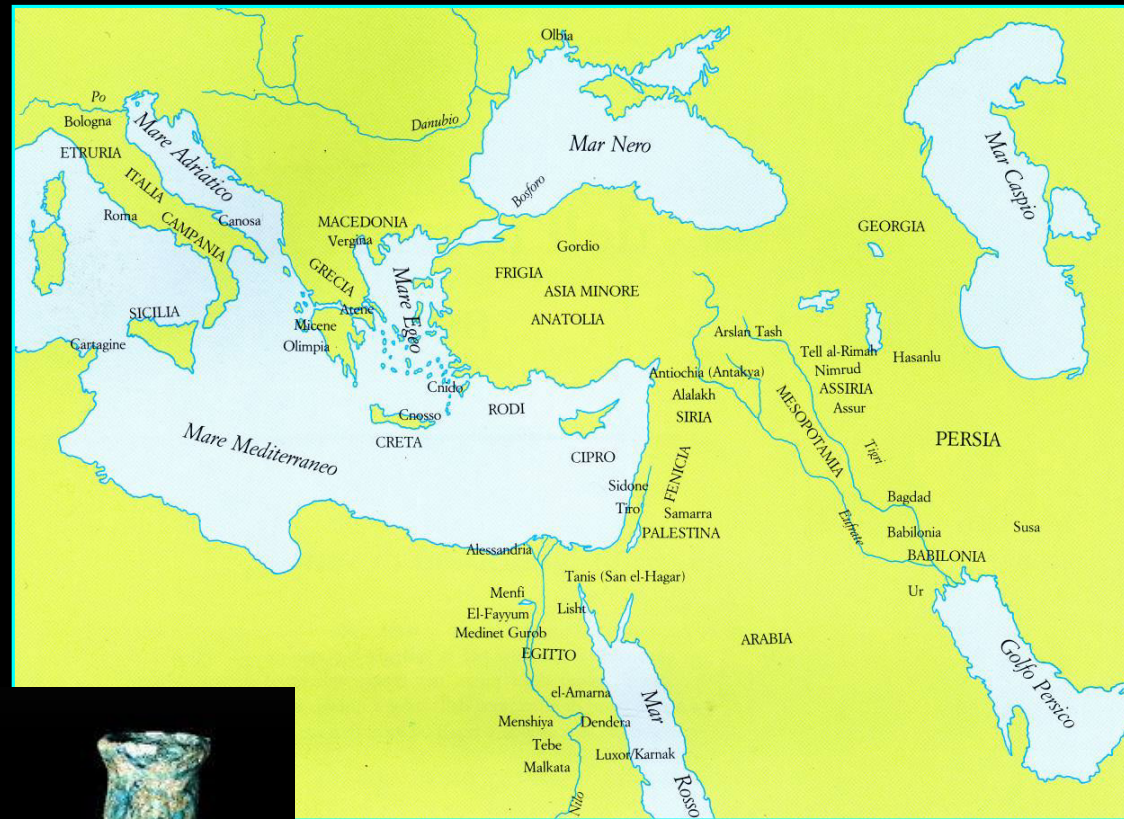 Olbia
Po
Bologna
Danubio
Mare Adriatico
Mar Nero
Mar Caspio
ETRURIA
ITALIA
Bosforo
Roma
CAMPANIA
Canosa
MACEDONIA
Vergina
GEORGIA
Gordio
GRECIA
Mare Egeo
FRIGIA
ASIA MINORE
SICILIA
Atene
ANATOLIA
Micene
Arslan Tash
Cartagine
Olimpia
Tell al-Rimah
Hasanlu
Nimrud
Antiochia (Antakya)
Cnido
Alalakh
ASSIRIA
MESOPOTAMIA
Assur
RODI
Cnosso
SIRIA
CRETA
PERSIA
Mare Mediterraneo
CIPRO
Tigri
FENICIA
Sidone
Bagdad
Tiro
Samarra
Eufrate
Susa
PALESTINA
Babilonia
Alessandria
BABILONIA
Tanis (San el-Hagar)
Menfi
Ur
Lisht
El-Fayyum
Medinet Gurob
ARABIA
EGITTO
Golfo Persico
el-Amarna
Mar Rosso
Menshiya
Dendera
Tebe
Luxor/Karnak
Malkata
Nilo